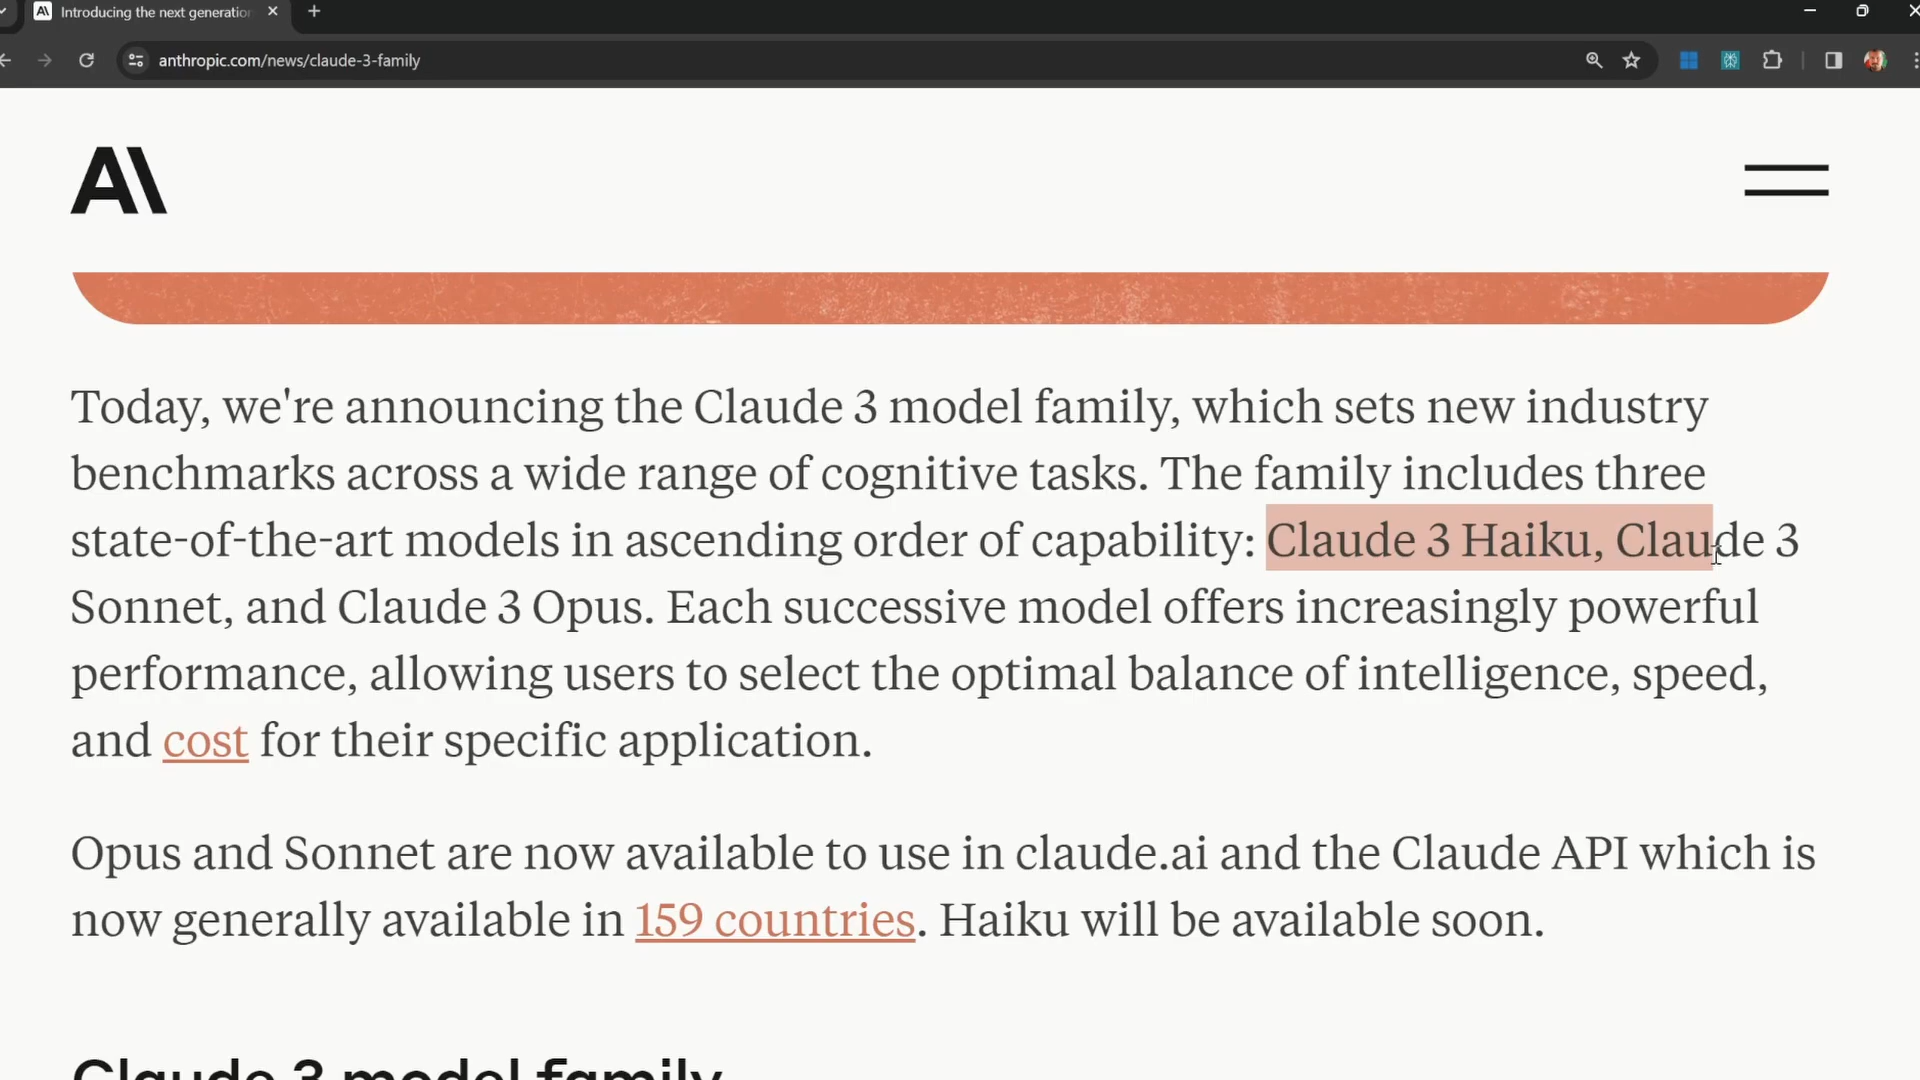 Introducing the next generation
anthropic.com/news/claude-3-family
Today, we're announcing the Claude 3 model family, which sets new industry
benchmarks across a wide range of cognitive tasks. The family includes three
state-of-the-art models in ascending order of capability: Claude 3 Haiku, Claude 3
Sonnet, and Claude 3 Opus. Each successive model offers increasingly powerful
performance, allowing users to select the optimal balance of intelligence, speed,
and cost for their specific application.
Opus and Sonnet are now available to use in claude.ai and the Claude API which is
now generally available in 159 countries. Haiku will be available soon.
Claude 3 model family